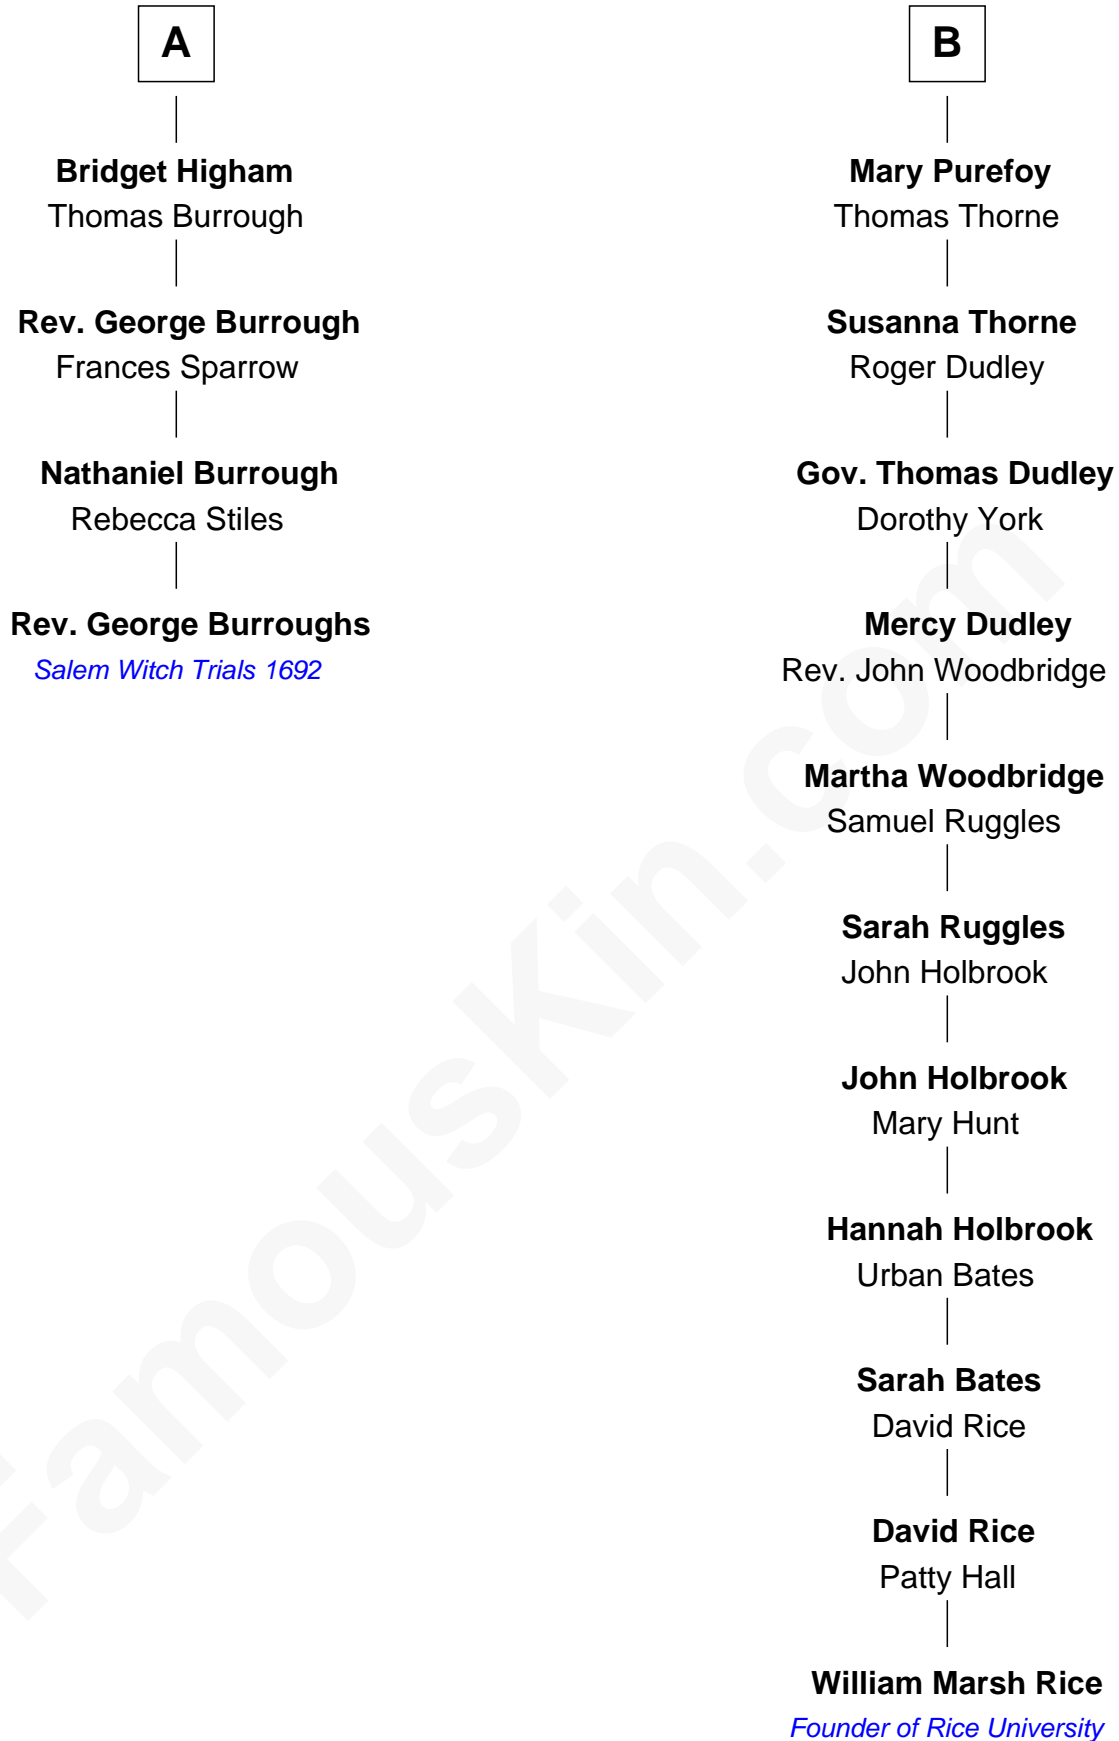 A
Bridget Higham
Thomas Burrough
Rev. George Burrough
Frances Sparrow
Nathaniel Burrough
Rebecca Stiles
Rev. George Burroughs
Salem Witch Trials 1692
B
Mary Purefoy
Thomas Thorne
Susanna Thorne
Roger Dudley
Gov. Thomas Dudley
Dorothy York
Mercy Dudley
Rev. John Woodbridge
Martha Woodbridge
Samuel Ruggles
Sarah Ruggles
John Holbrook
John Holbrook
Mary Hunt
Hannah Holbrook
Urban Bates
Sarah Bates
David Rice
David Rice
Patty Hall
William Marsh Rice
Founder of Rice University
FamousKin.com